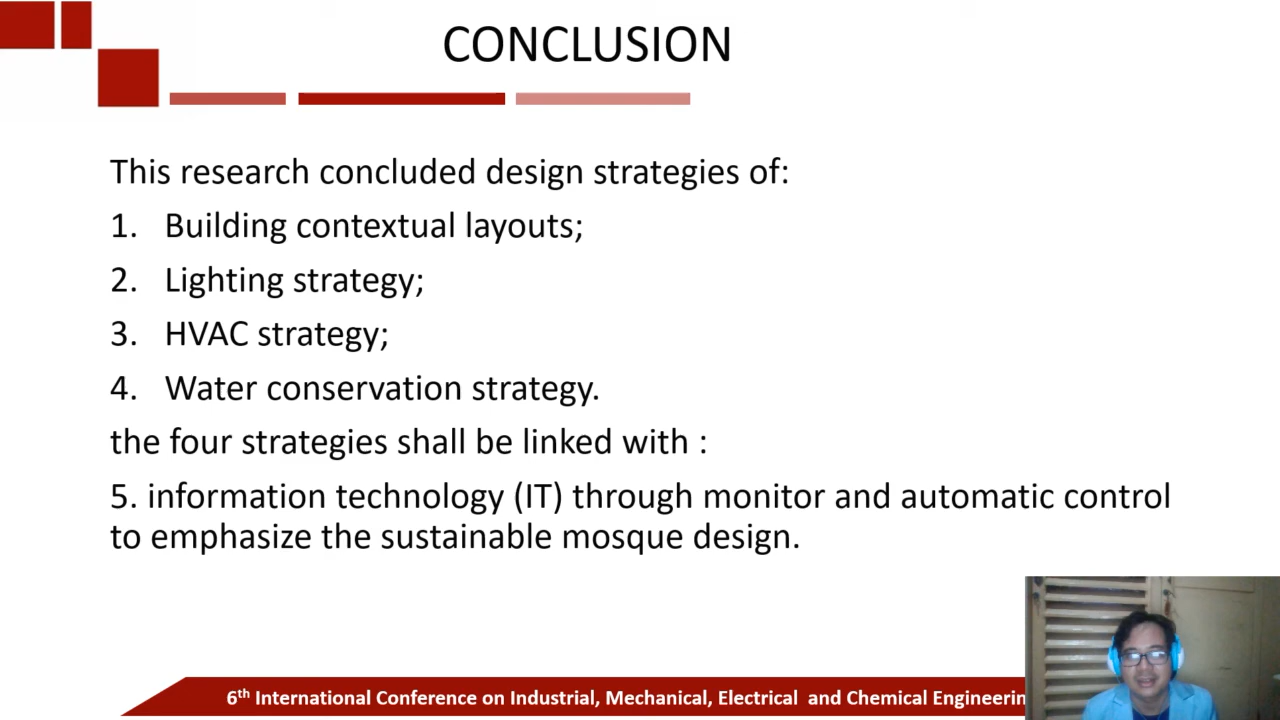 CONCLUSION
This research concluded design strategies of:
1. Building contextual layouts;
2. Lighting strategy;
3. HVAC strategy;
4. Water conservation strategy.
the four strategies shall be linked with :
5. information technology (IT) through monitor and automatic control
to emphasize the sustainable mosque design.
6th International Conference on Industrial, Mechanical, Electrical and Chemical Engineerin